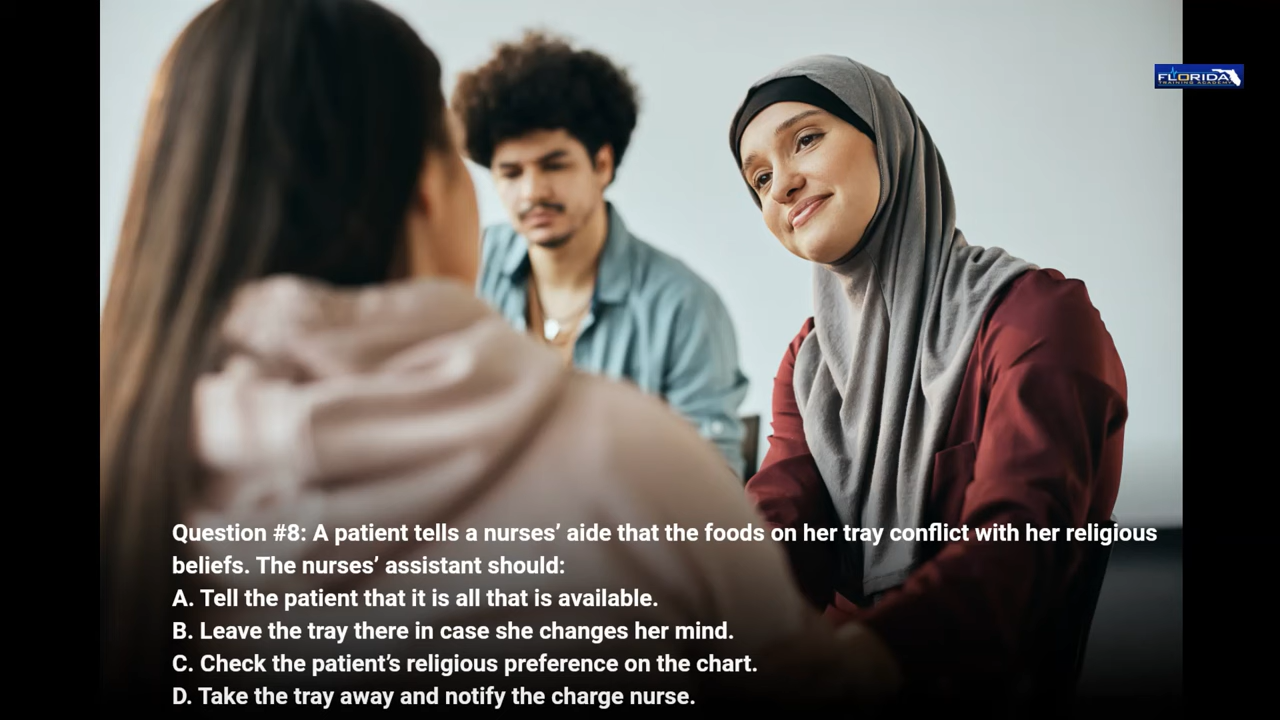 FLORIDA
TRAINING ACADEMY
Question #8: A patient tells a nurses’ aide that the foods on her tray conflict with her religious
beliefs. The nurses’ assistant should:
A. Tell the patient that it is all that is available.
B. Leave the tray there in case she changes her mind.
C. Check the patient’s religious preference on the chart.
D. Take the tray away and notify the charge nurse.